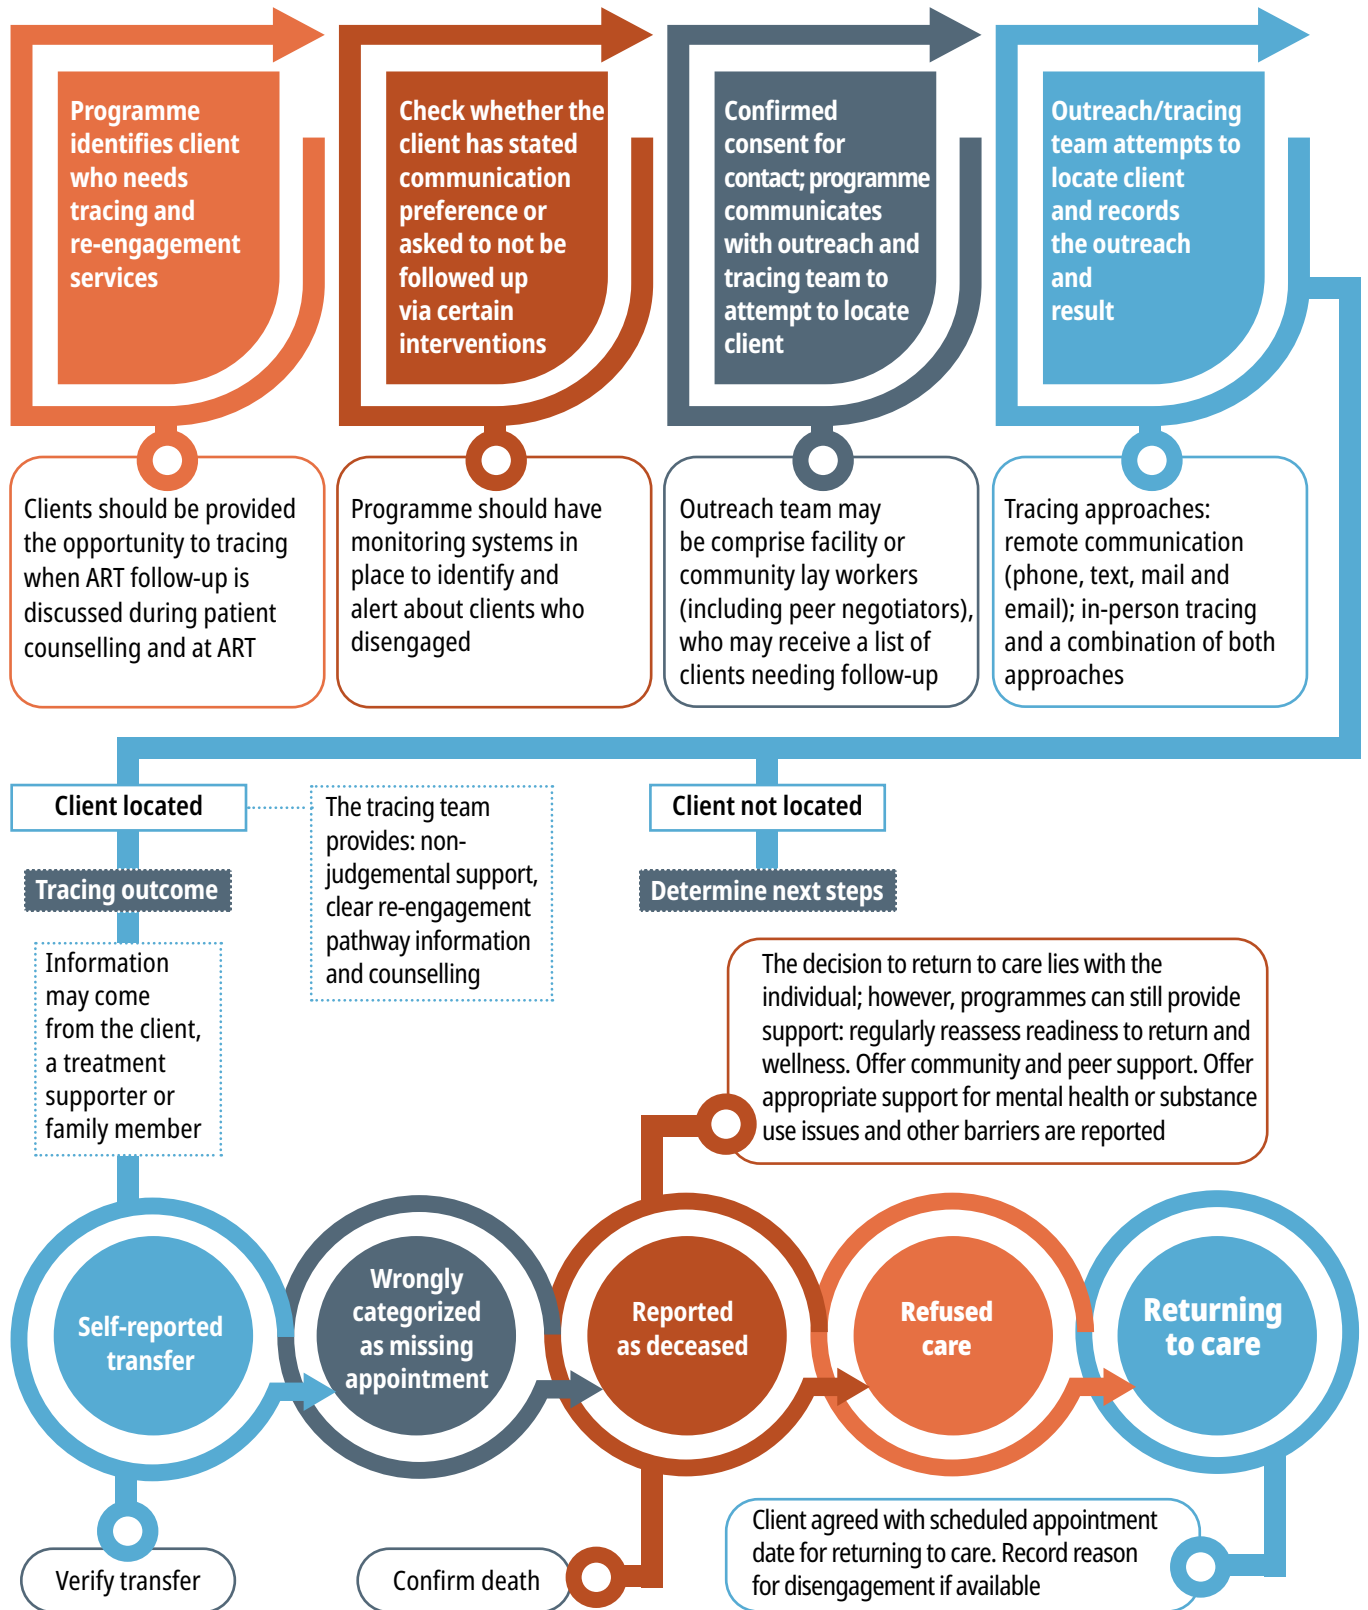 Programme
identifies client
who needs
tracing and
re-engagement
services
Check whether the
client has stated
communication
preference or
asked to not be
followed up
via certain
interventions
Confirmed
consent for
contact; programme
communicates
with outreach and
tracing team to
attempt to locate
client
Outreach/tracing
team attempts to
locate client
and records
the outreach
and
result
Clients should be provided
the opportunity to tracing
when ART follow-up is
discussed during patient
counselling and at ART
Programme should have
monitoring systems in
place to identify and
alert about clients who
disengaged
Outreach team may
be comprise facility or
community lay workers
(including peer negotiators),
who may receive a list of
clients needing follow-up
Tracing approaches:
remote communication
(phone, text, mail and
email); in-person tracing
and a combination of both
approaches
Client located
The tracing team
provides: non-
judgemental support,
clear re-engagement
pathway information
and counselling
Client not located
Tracing outcome
Determine next steps
Information
may come
from the client,
a treatment
supporter or
family member
The decision to return to care lies with the
individual; however, programmes can still provide
support: regularly reassess readiness to return and
wellness. Offer community and peer support. Offer
appropriate support for mental health or substance
use issues and other barriers are reported
Self-reported
transfer
Wrongly
categorized
as missing
appointment
Reported
as deceased
Refused
care
Returning
to care
Verify transfer
Confirm death
Client agreed with scheduled appointment
date for returning to care. Record reason
for disengagement if available